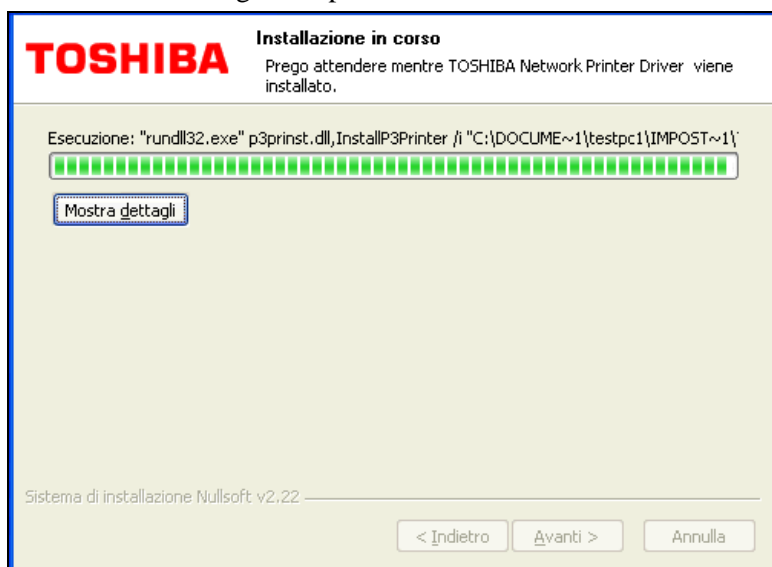 TOSHIBA
Installazione in corso
Prego attendere mentre TOSHIBA Network Printer Driver viene
installato.
Esecuzione: "rundll32.exe" p3prinst.dll,InstallP3Printer /i "C:\DOCUME~1\testpc1\IMPOST~1\
Mostra dettagli
Sistema di installazione Nullsoft v2.22
< Indietro
Avanti >
Annulla